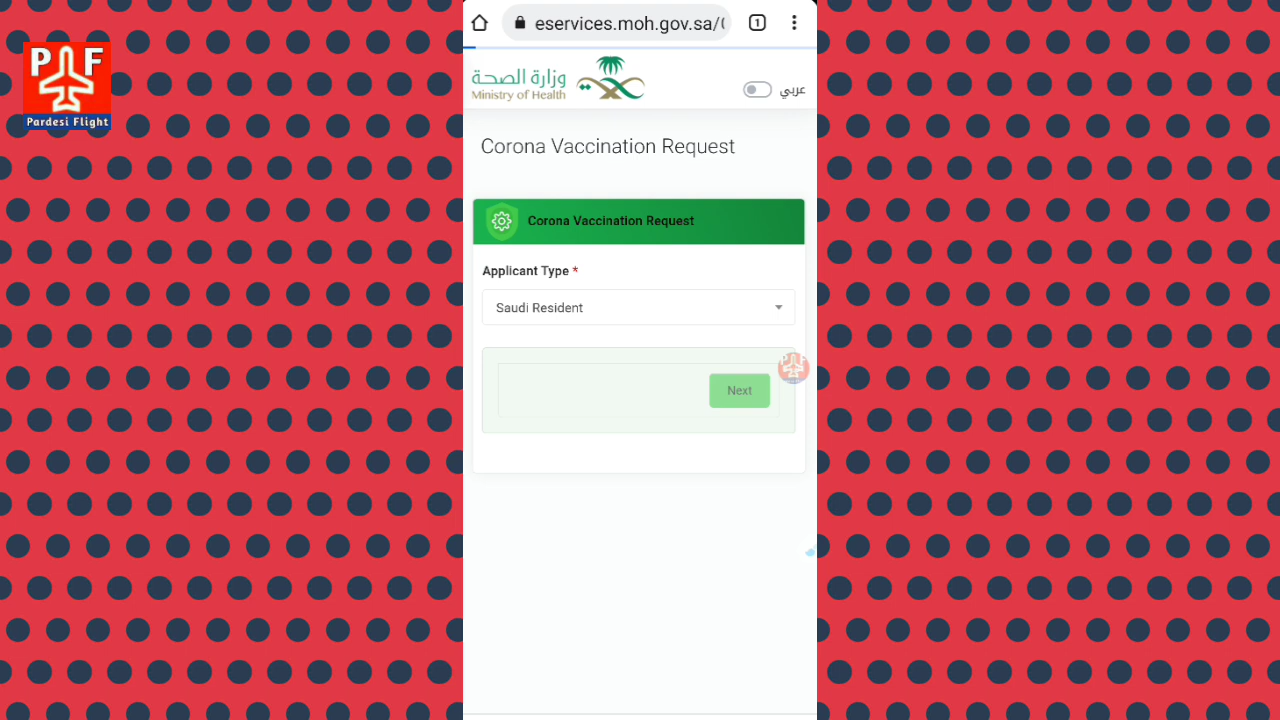 P F
Pardesi Flight
eservices.moh.gov.sa/
1
وزارة الصحة
Ministry of Health
عربي
Corona Vaccination Request
Corona Vaccination Request
Applicant Type *
Saudi Resident
Next
P F